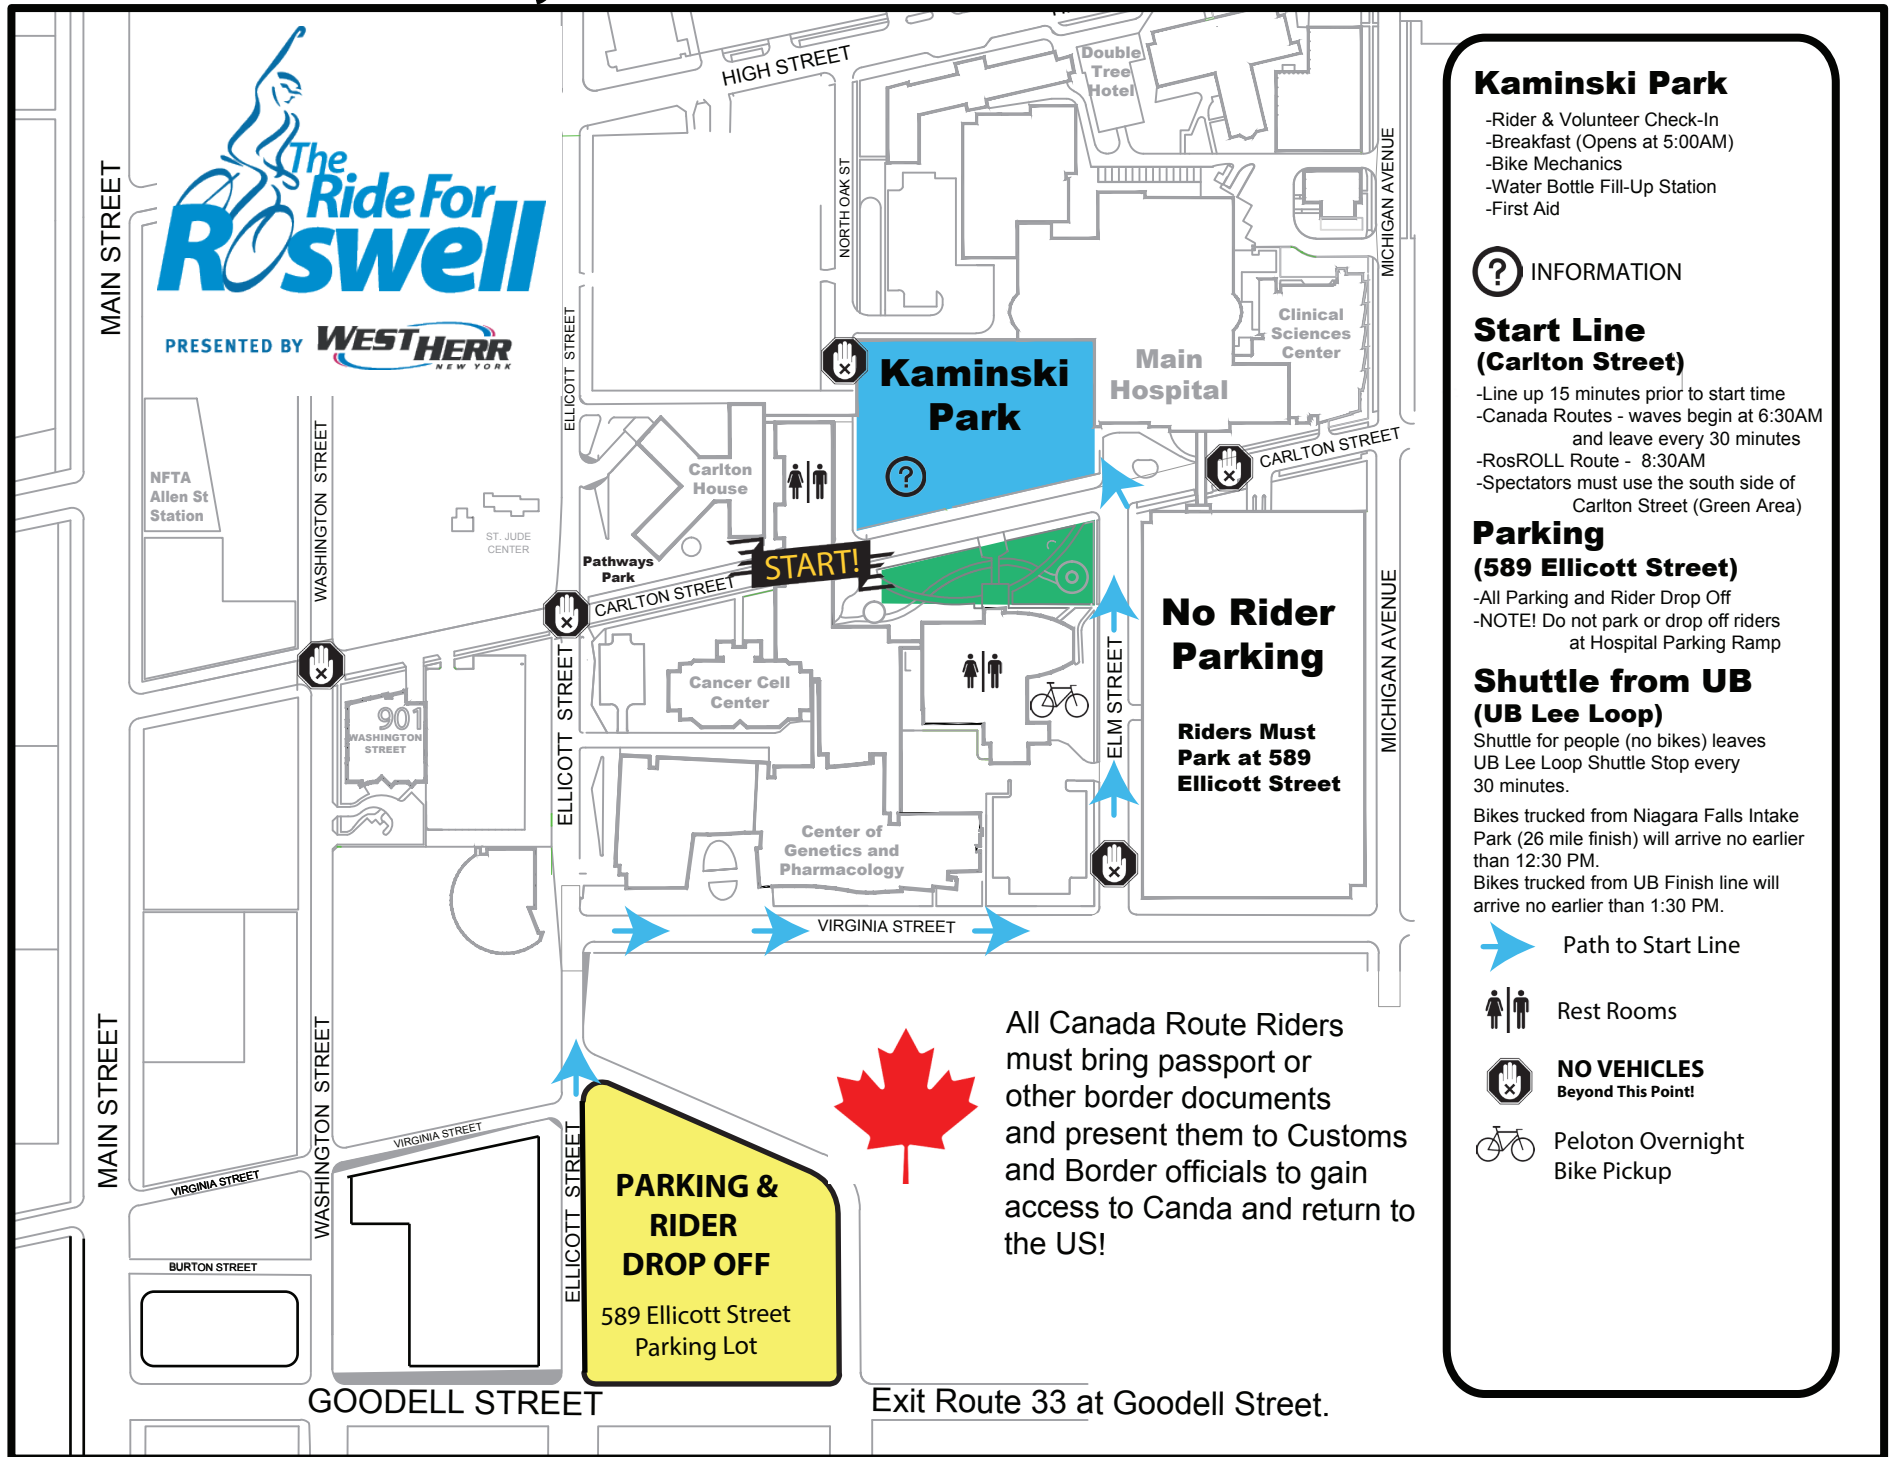 The
Ride For
Roswell
PRESENTED BY WEST HERR
NEW YORK
HIGH STREET
Double
Tree
Hotel
MAIN STREET
NORTH OAK ST
MICHIGAN AVENUE
ELLICOTT STREET
Clinical
Sciences
Center
Main
Hospital
Kaminski
Park
?
CARLTON STREET
WASHINGTON STREET
NFTA
Allen St
Station
Carlton
House
ST. JUDE
CENTER
Pathways
Park
START!
CARLTON STREET
No Rider
Parking
Riders Must
Park at 589
Ellicott Street
MICHIGAN AVENUE
ELM STREET
ELLICOTT STREET
Cancer Cell
Center
901
WASHINGTON
STREET
Center of
Genetics and
Pharmacology
VIRGINIA STREET
MAIN STREET
WASHINGTON STREET
VIRGINIA STREET
VIRGINIA STREET
ELLICOTT STREET
BURTON STREET
PARKING &
RIDER
DROP OFF
589 Ellicott Street
Parking Lot
All Canada Route Riders
must bring passport or
other border documents
and present them to Customs
and Border officials to gain
access to Canda and return to
the US!
GOODELL STREET
Exit Route 33 at Goodell Street.
Kaminski Park
-Rider & Volunteer Check-In
-Breakfast (Opens at 5:00AM)
-Bike Mechanics
-Water Bottle Fill-Up Station
-First Aid
? INFORMATION
Start Line
(Carlton Street)
-Line up 15 minutes prior to start time
-Canada Routes - waves begin at 6:30AM
and leave every 30 minutes
-RosROLL Route - 8:30AM
-Spectators must use the south side of
Carlton Street (Green Area)
Parking
(589 Ellicott Street)
-All Parking and Rider Drop Off
-NOTE! Do not park or drop off riders
at Hospital Parking Ramp
Shuttle from UB
(UB Lee Loop)
Shuttle for people (no bikes) leaves
UB Lee Loop Shuttle Stop every
30 minutes.
Bikes trucked from Niagara Falls Intake
Park (26 mile finish) will arrive no earlier
than 12:30 PM.
Bikes trucked from UB Finish line will
arrive no earlier than 1:30 PM.
Path to Start Line
Rest Rooms
NO VEHICLES
Beyond This Point!
Peloton Overnight
Bike Pickup